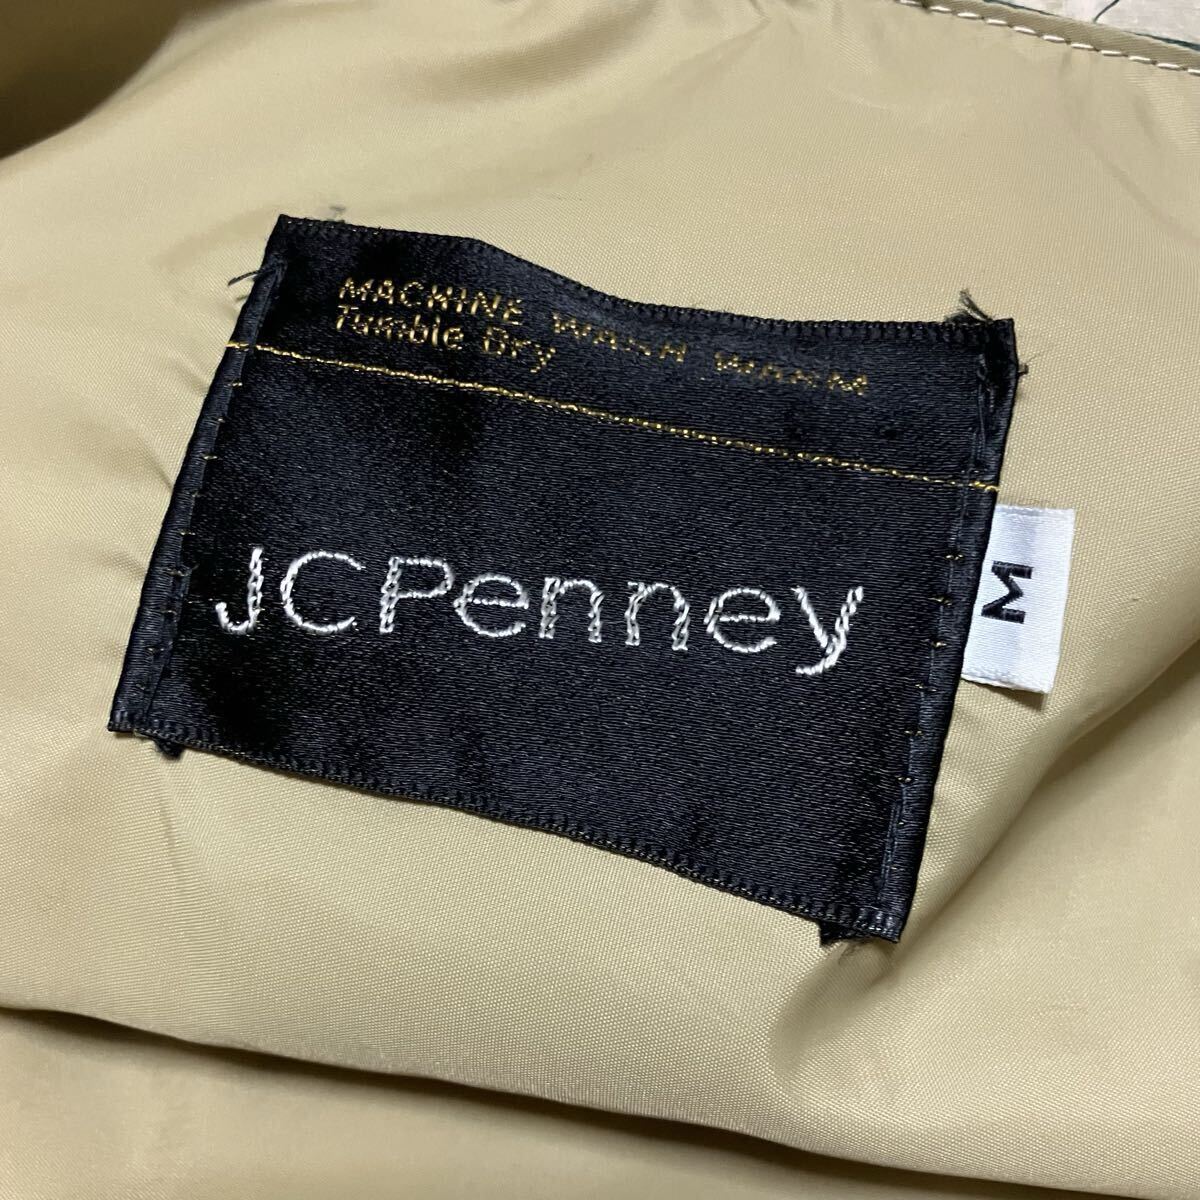 MACHINE WASH WARM
Tumble Dry
JCPenney
M